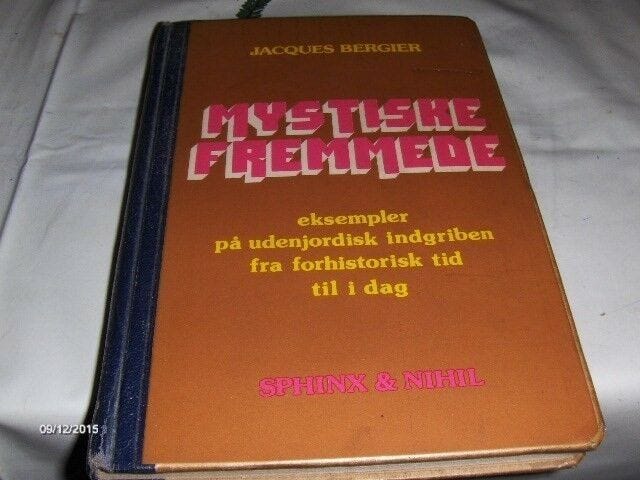 JACQUES BERGIER
MYSTISKE
FREMMEDE
eksempler
på udenjordisk indgriben
fra forhistorisk tid
til i dag
SPHINX & NIHIL
09/12/2015